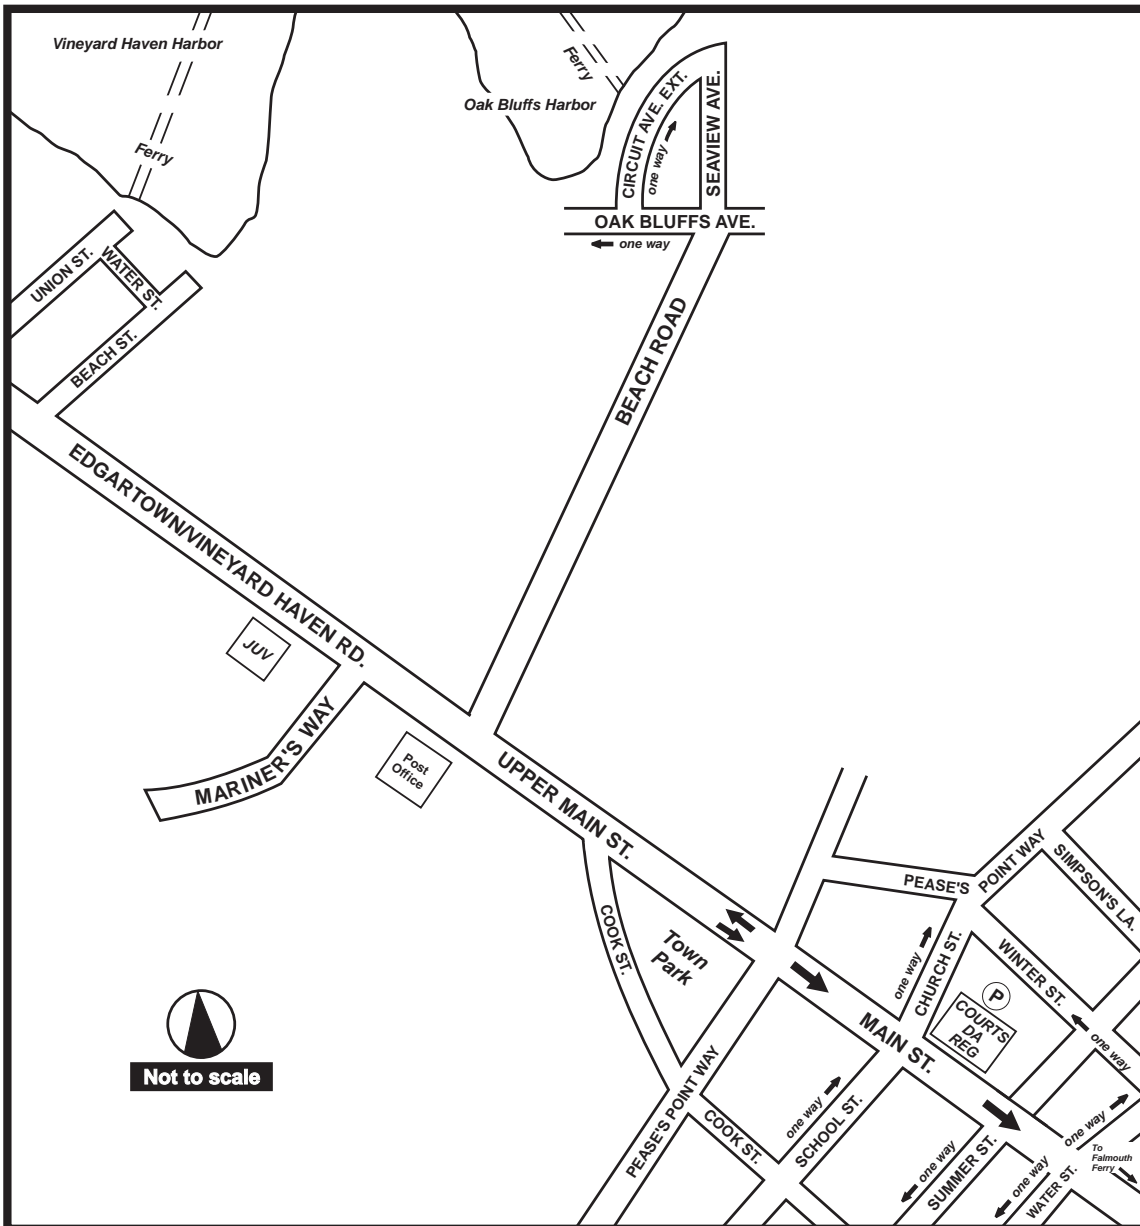 Vineyard Haven Harbor
Ferry
Oak Bluffs Harbor
Ferry
CIRCUIT AVE. EXT.
one way
SEAVIEW AVE.
OAK BLUFFS AVE.
one way
UNION ST.
WATER ST.
BEACH ST.
BEACH ROAD
EDGARTOWN/VINEYARD HAVEN RD.
JUV
MARINER'S WAY
Post
Office
UPPER MAIN ST.
COOK ST.
Town
Park
PEASE'S
POINT WAY
SIMPSON'S LA.
one way
CHURCH ST.
WINTER ST.
P
COURTS
DA
REG
MAIN ST.
one way
Not to scale
PEASE'S POINT WAY
COOK ST.
one way
SCHOOL ST.
one way
SUMMER ST.
one way
WATER ST.
one way
To
Falmouth
Ferry